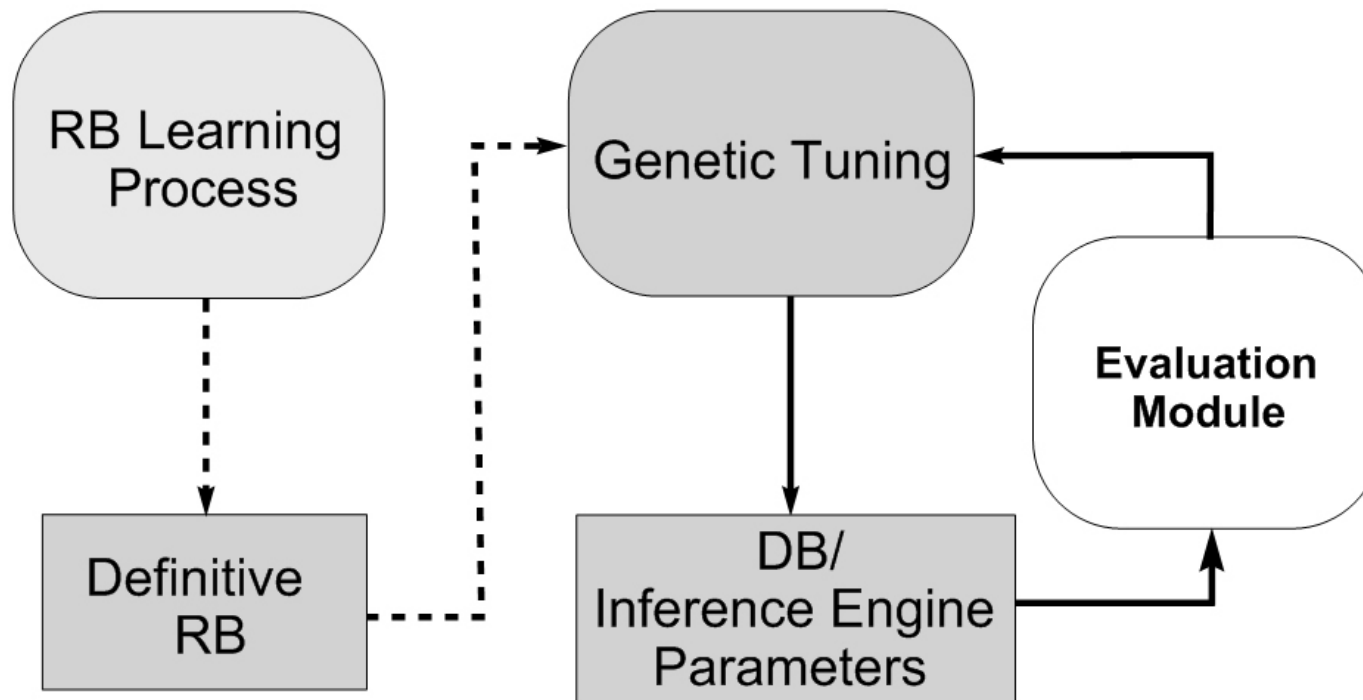 RB Learning
Process
Genetic Tuning
Evaluation
Module
Definitive
RB
DB/
Inference Engine
Parameters